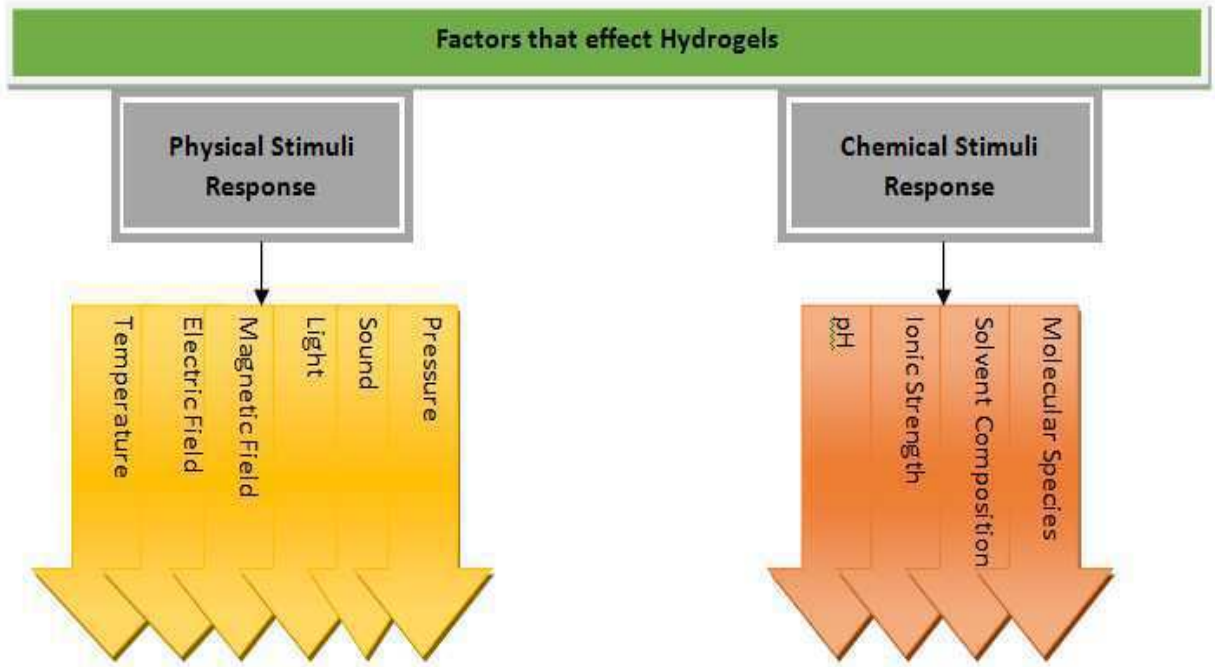 Factors that effect Hydrogels
Physical Stimuli
Response
Chemical Stimuli
Response
Temperature
Electric Field
Magnetic Field
Light
Sound
Pressure
pH
Ionic Strength
Solvent Composition
Molecular Species